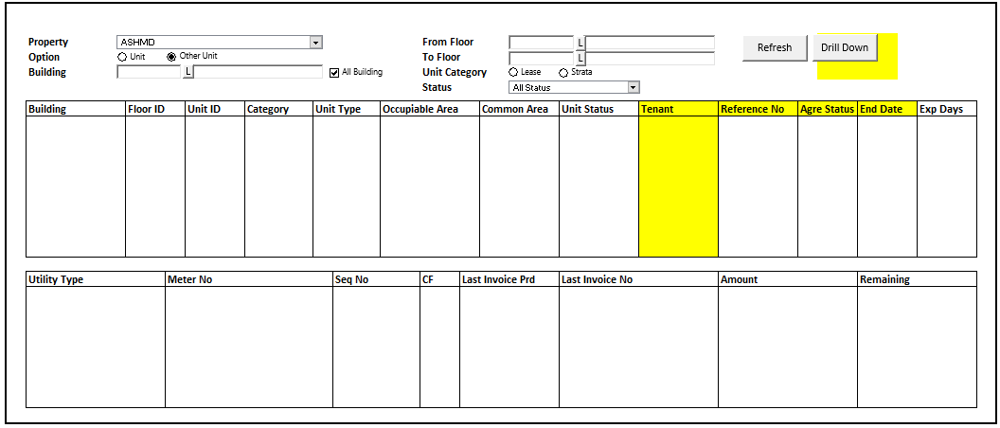 Property ASHMD From Floor L Refresh Drill Down
Option Unit Other Unit To Floor L
Building L All Building Unit Category Lease Strata
Status All Status
Building Floor ID Unit ID Category Unit Type Occupiable Area Common Area Unit Status Tenant Reference No Agre Status End Date Exp Days
Utility Type Meter No Seq No CF Last Invoice Prd Last Invoice No Amount Remaining